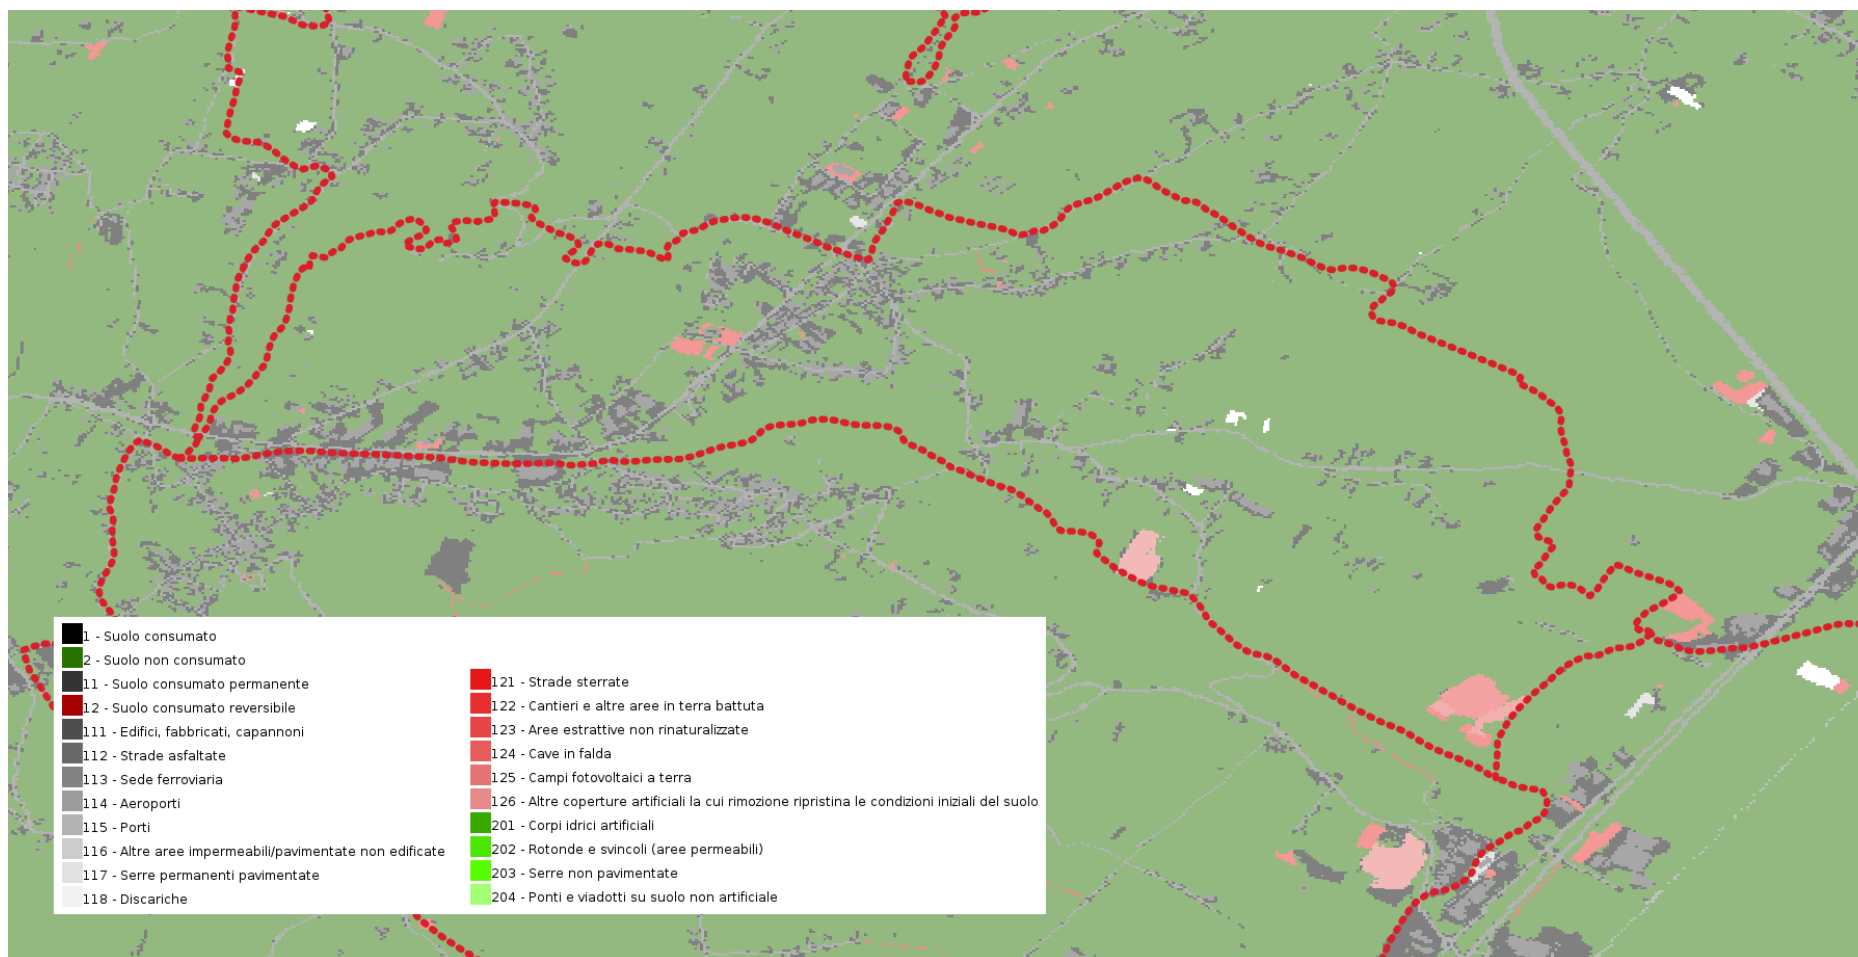 1 - Suolo consumato
2 - Suolo non consumato
11 - Suolo consumato permanente
12 - Suolo consumato reversibile
111 - Edifici, fabbricati, capannoni
112 - Strade asfaltate
113 - Sede ferroviaria
114 - Aeroporti
115 - Porti
116 - Altre aree impermeabili/pavimentate non edificate
117 - Serre permanenti pavimentate
118 - Discariche
121 - Strade sterrate
122 - Cantieri e altre aree in terra battuta
123 - Aree estrattive non rinaturalizzate
124 - Cave in falda
125 - Campi fotovoltaici a terra
126 - Altre coperture artificiali la cui rimozione ripristina le condizioni iniziali del suolo
201 - Corpi idrici artificiali
202 - Rotonde e svincoli (aree permeabili)
203 - Serre non pavimentate
204 - Ponti e viadotti su suolo non artificiale